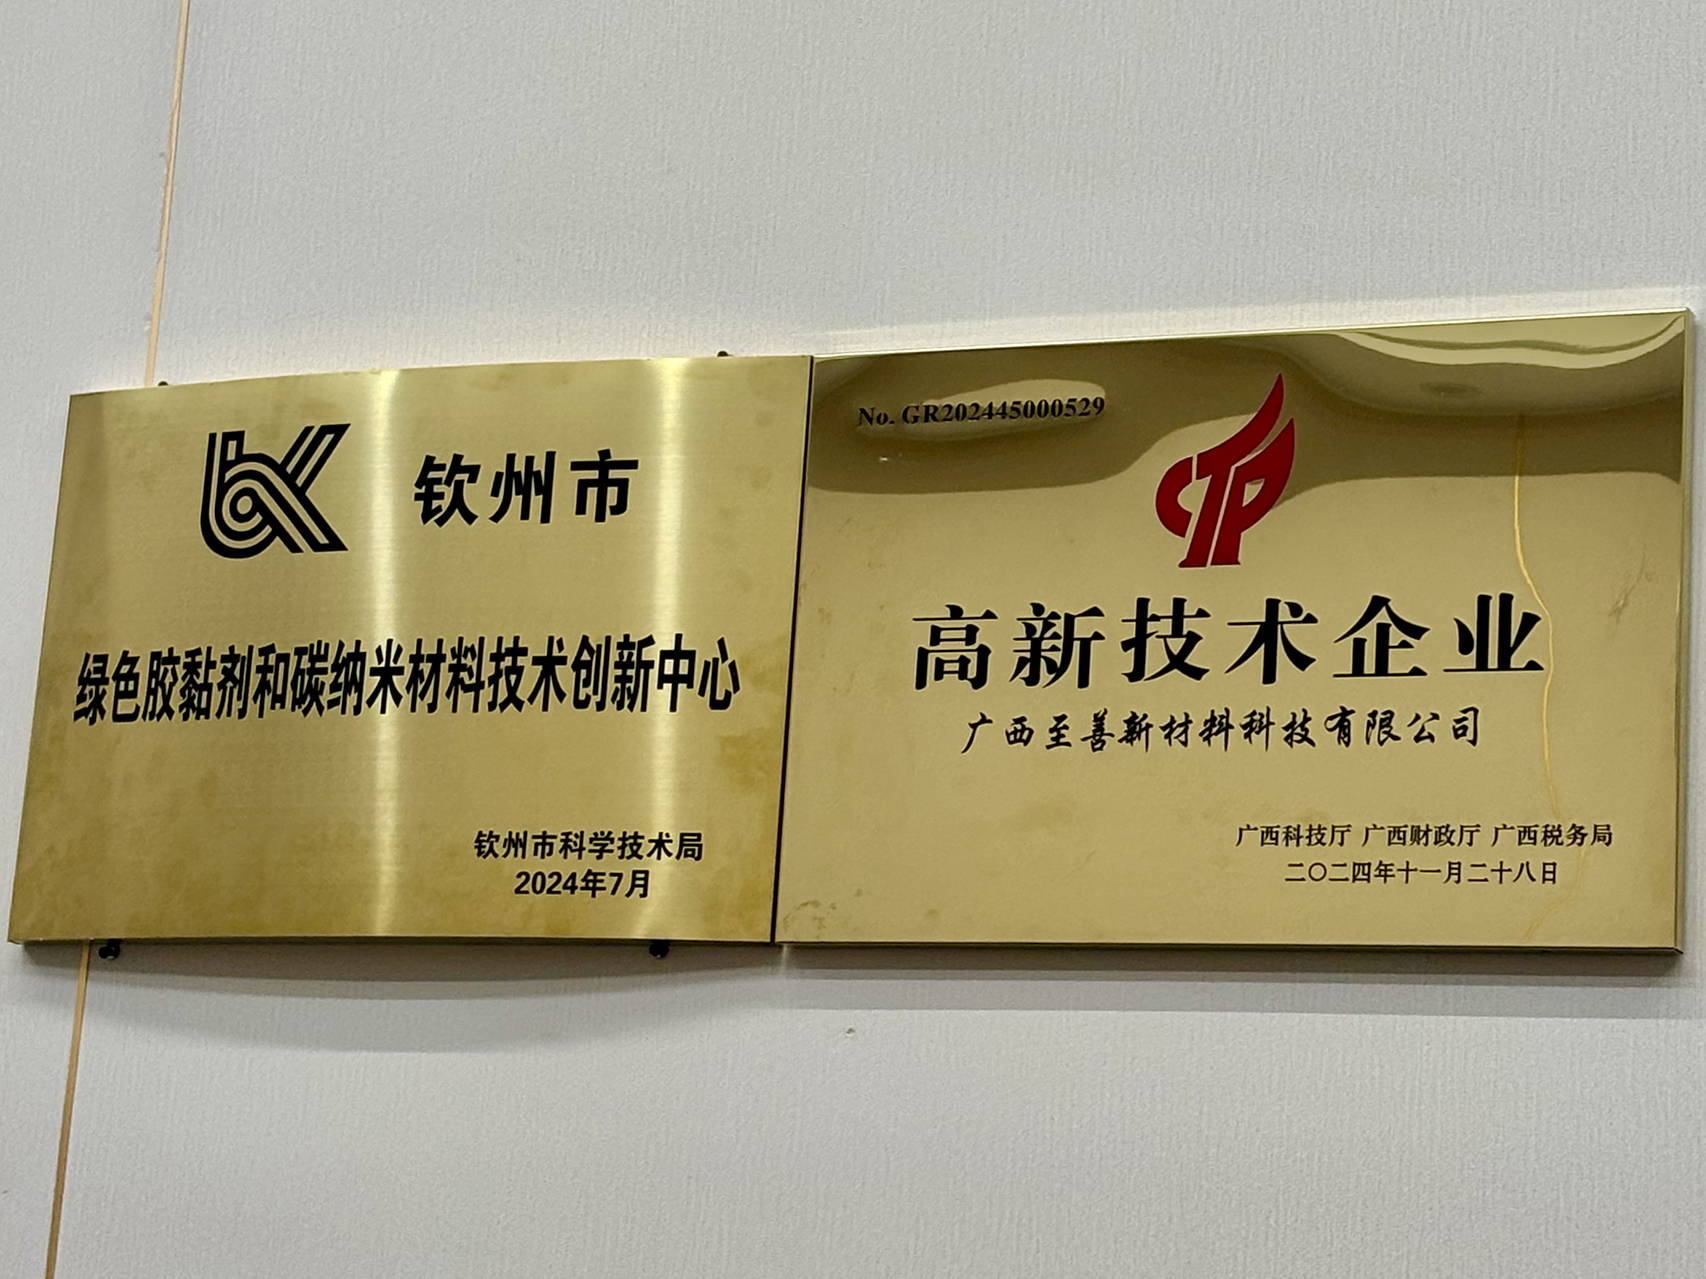 钦州市
绿色胶黏剂和碳纳米材料技术创新中心
钦州市科学技术局
2024年7月
No. GR202445000529
高新技术企业
广西至善新材料科技有限公司
广西科技厅 广西财政厅 广西税务局
二〇二四年十一月二十八日